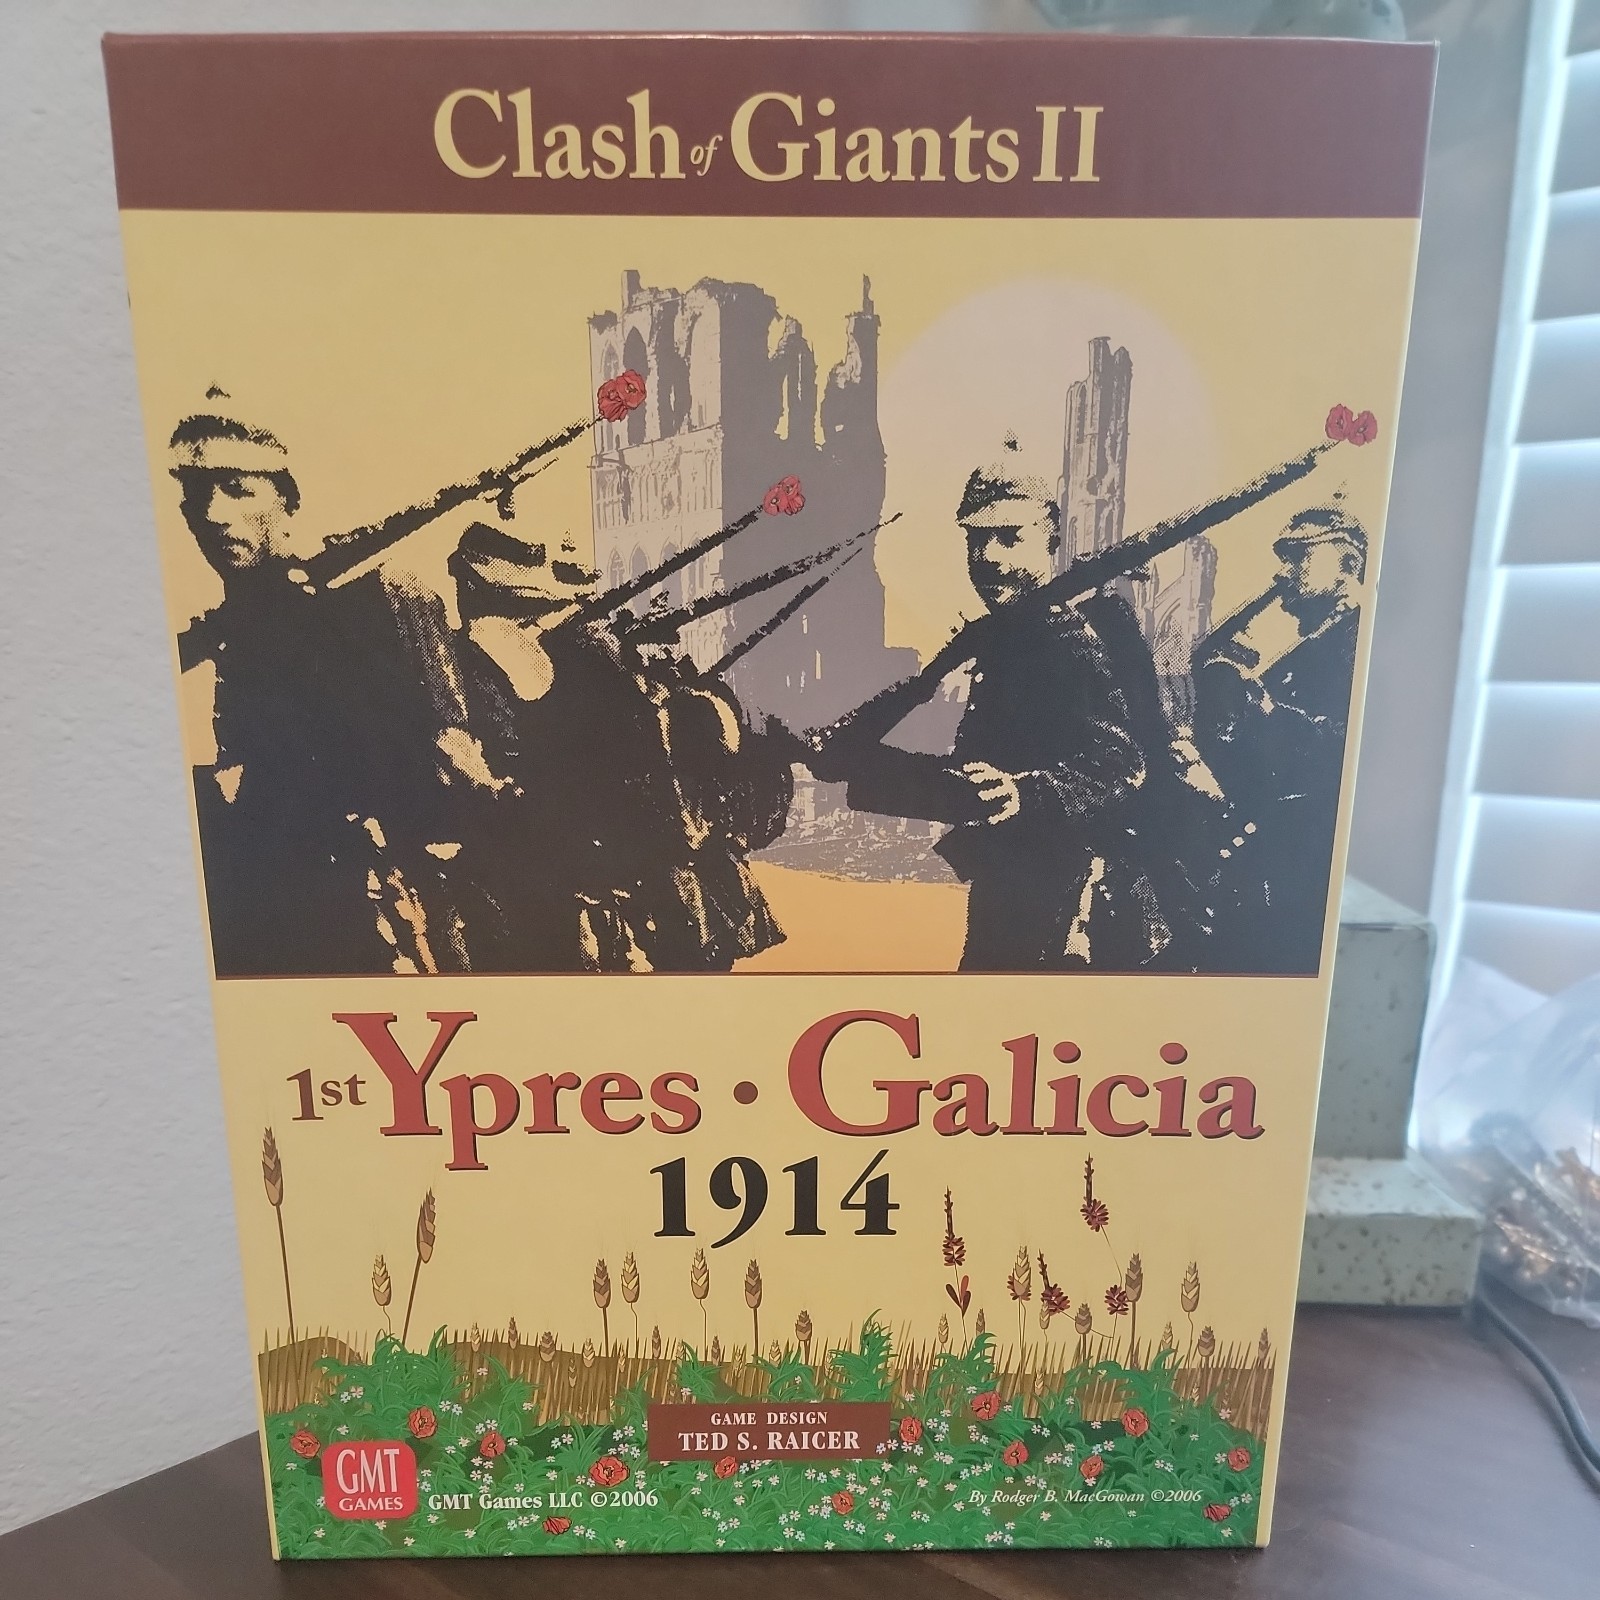 Clash of Giants II
1st Ypres • Galicia
1914
GAME DESIGN
TED S. RAICER
GMT
GAMES
GMT Games LLC ©2006
By Rodger B. MacGowan ©2006